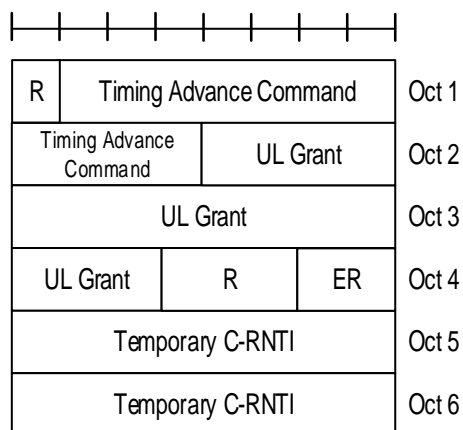 R Timing Advance Command Oct 1
Timing Advance
Command
UL Grant Oct 2
UL Grant Oct 3
UL Grant R ER Oct 4
Temporary C-RNTI Oct 5
Temporary C-RNTI Oct 6